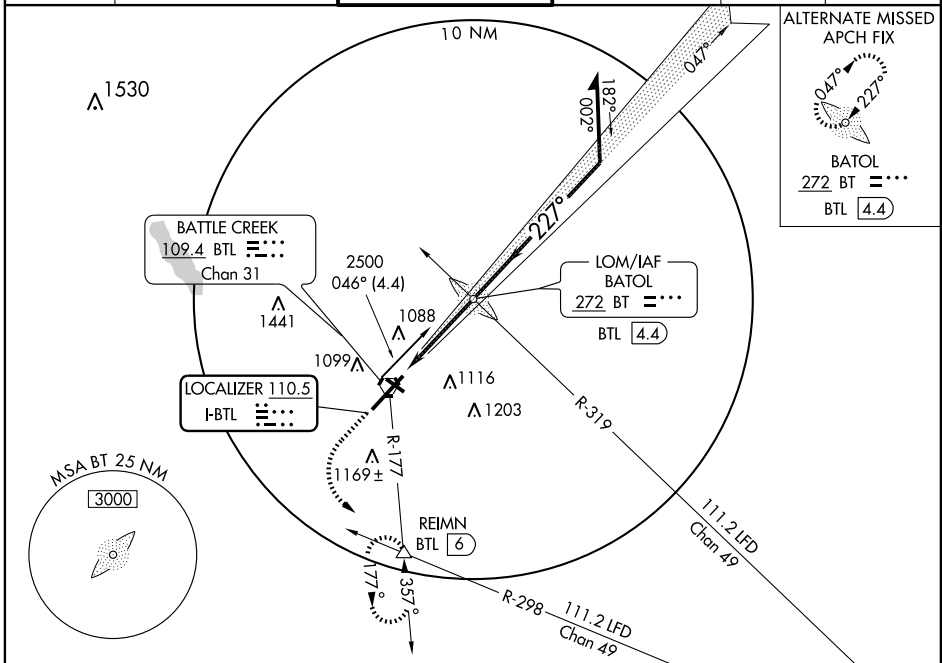 10 NM
ALTERNATE MISSED
APCH FIX
047°
227°
BATOL
272 BT
BTL 4.4
1530
047°
182°
002°
227°
BATTLE CREEK
109.4 BTL
Chan 31
2500
046° (4.4)
LOM/IAF
BATOL
272 BT
BTL 4.4
1441
1088
1099
1116
1203
LOCALIZER 110.5
I-BTL
R-177
R-319
1169 ±
MSA BT 25 NM
3000
REIMN
BTL 6
177°
357°
111.2 LFD
Chan 49
R-298
111.2 LFD
Chan 49